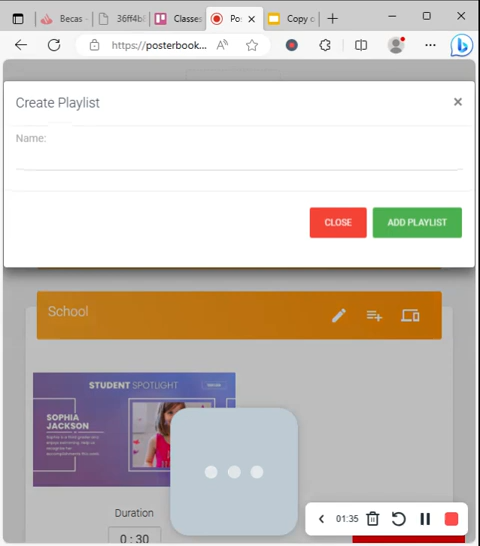 Becas
36ff4b
Classes
Pos
Copy o
https://posterbook...
Create Playlist
Name:
CLOSE
ADD PLAYLIST
School
STUDENT SPOTLIGHT
SOPHIA
JACKSON
Duration
0 : 30
01:35